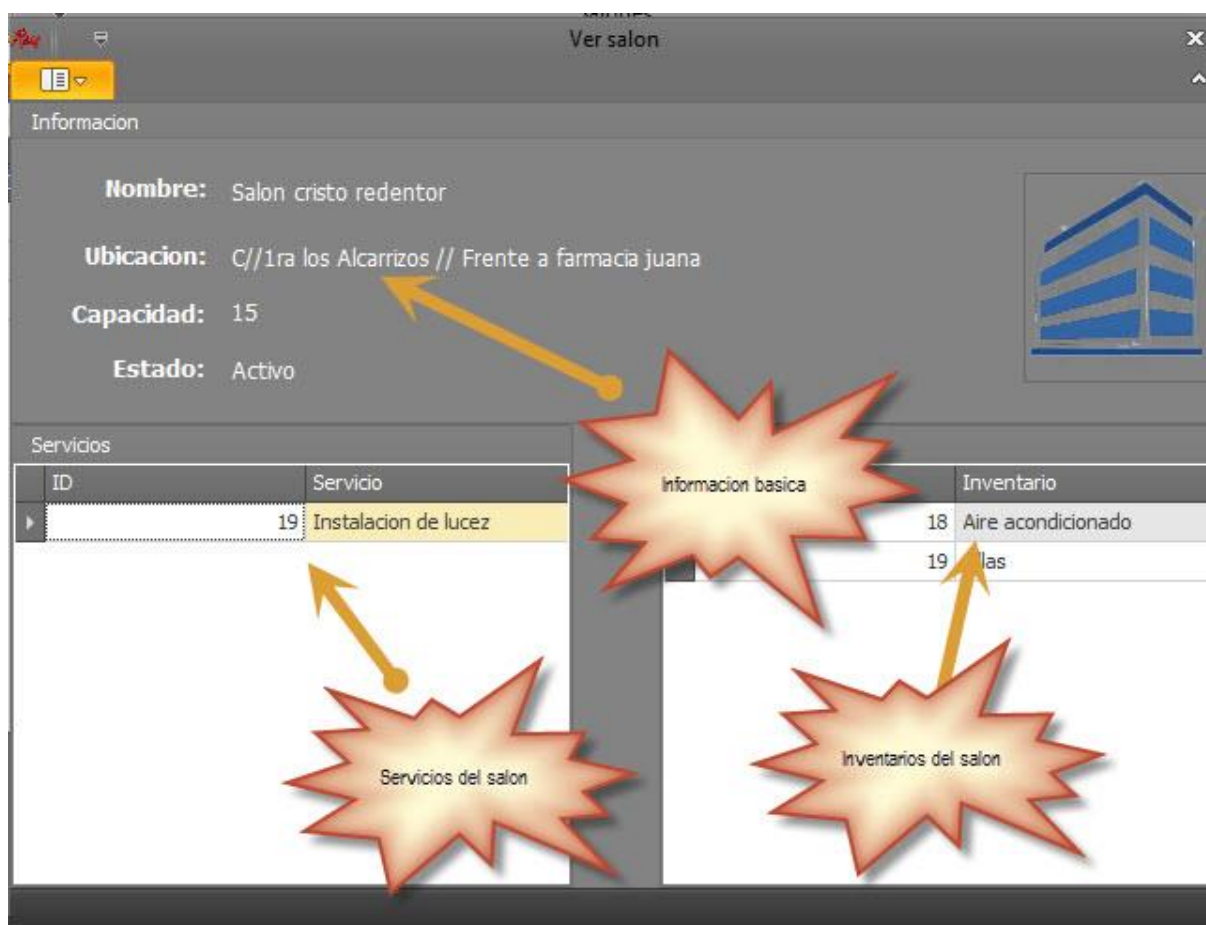 Ver salon
Informacion
Nombre: Salon cristo redentor
Ubicacion: C//1ra los Alcarrizos // Frente a farmacia juana
Capacidad: 15
Estado: Activo
Servicios
ID Servicio
19 Instalacion de lucez
Informacion basica
Inventario
18 Aire acondicionado
19
Servicios del salon
Inventarios del salon